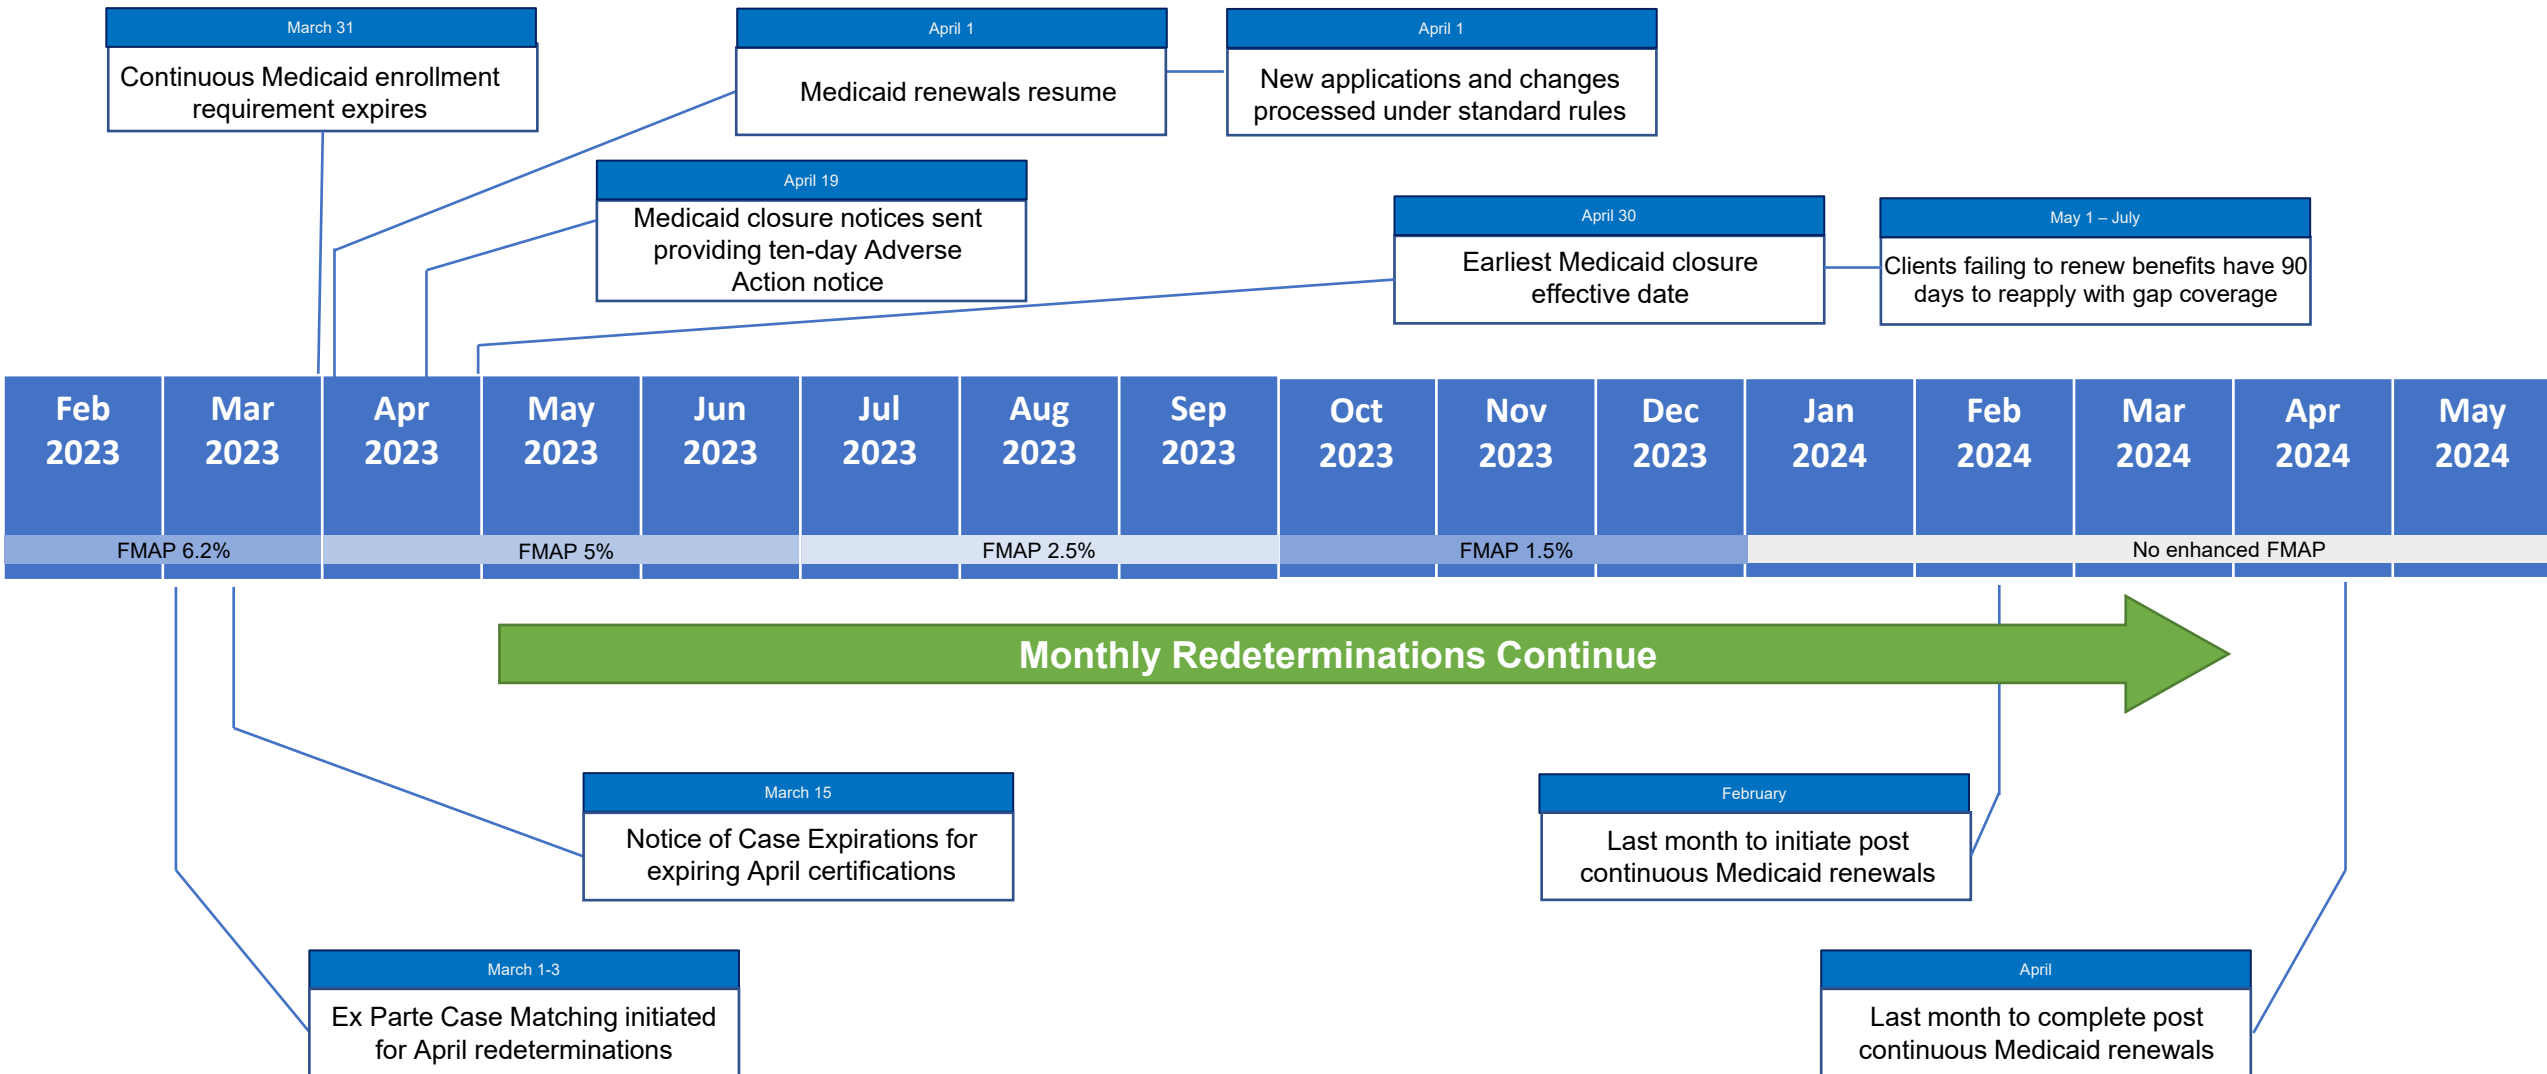 March 31
Continuous Medicaid enrollment
requirement expires
April 1
Medicaid renewals resume
April 1
New applications and changes
processed under standard rules
April 19
Medicaid closure notices sent
providing ten-day Adverse
Action notice
April 30
Earliest Medicaid closure
effective date
May 1 – July
Clients failing to renew benefits have 90
days to reapply with gap coverage
Feb
2023
Mar
2023
Apr
2023
May
2023
Jun
2023
Jul
2023
Aug
2023
Sep
2023
Oct
2023
Nov
2023
Dec
2023
Jan
2024
Feb
2024
Mar
2024
Apr
2024
May
2024
FMAP 6.2%
FMAP 5%
FMAP 2.5%
FMAP 1.5%
No enhanced FMAP
Monthly Redeterminations Continue
March 15
Notice of Case Expirations for
expiring April certifications
February
Last month to initiate post
continuous Medicaid renewals
March 1-3
Ex Parte Case Matching initiated
for April redeterminations
April
Last month to complete post
continuous Medicaid renewals